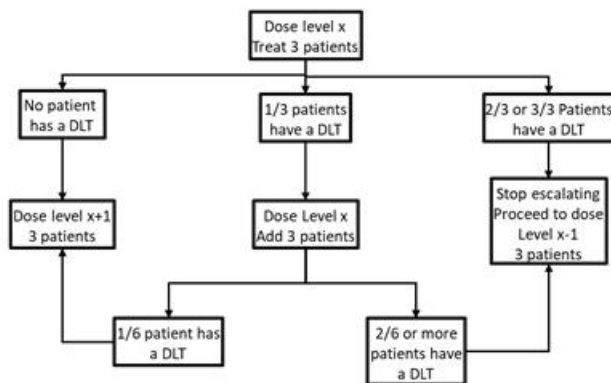 Dose level x
Treat 3 patients
No patient
has a DLT
1/3 patients
have a DLT
2/3 or 3/3 Patients
have a DLT
Dose level x+1
3 patients
Dose Level x
Add 3 patients
Stop escalating
Proceed to dose
Level x-1
3 patients
1/6 patient has
a DLT
2/6 or more
patients have
a DLT